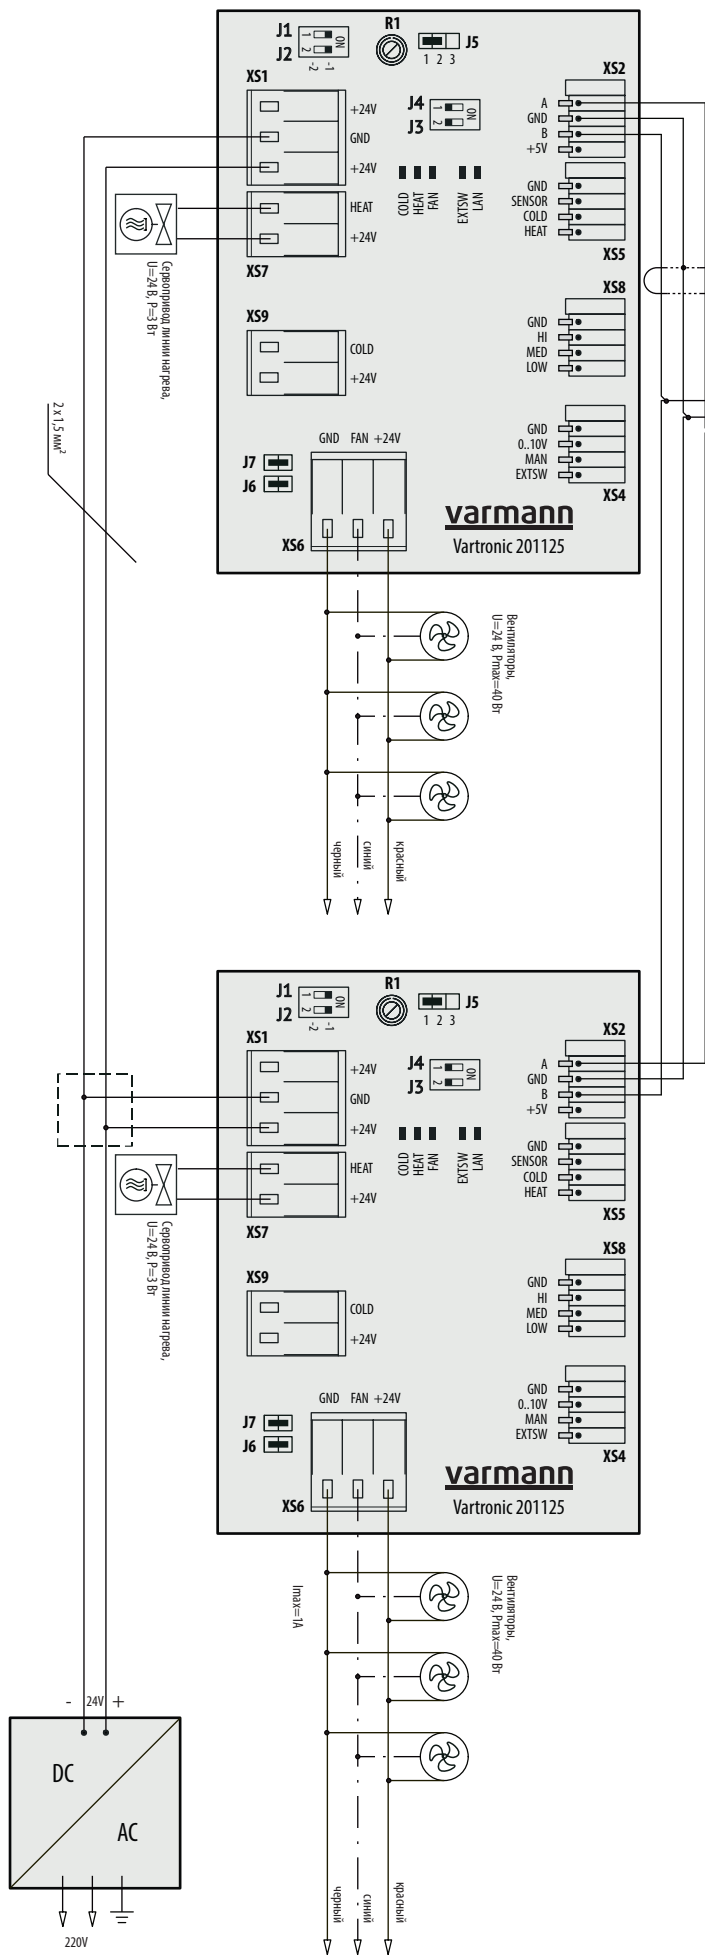 J1
J2
1
2
ON
-2
-1
R1
J5
1 2 3
XS1
+24V
GND
+24V
J4
J3
1
2
ON
XS2
A
GND
B
+5V
COLD
HEAT
FAN
EXTSW
LAN
GND
SENSOR
COLD
HEAT
XS5
HEAT
+24V
XS7
Сервопривод линии нагрева,
U=24 В, P=3 Вт
XS8
GND
HI
MED
LOW
XS9
COLD
+24V
2 x 1,5 мм²
GND
0..10V
MAN
EXTSW
XS4
GND FAN +24V
J7
J6
XS6
varmann
Vartronic 201125
Вентиляторы,
U=24 В, Pmax=40 Вт
черный
синий
красный
J1
J2
1
2
ON
-2
-1
R1
J5
1 2 3
XS1
+24V
GND
+24V
J4
J3
1
2
ON
XS2
A
GND
B
+5V
COLD
HEAT
FAN
EXTSW
LAN
GND
SENSOR
COLD
HEAT
XS5
HEAT
+24V
XS7
Сервопривод линии нагрева,
U=24 В, P=3 Вт
XS8
GND
HI
MED
LOW
XS9
COLD
+24V
GND
0..10V
MAN
EXTSW
XS4
GND FAN +24V
J7
J6
XS6
varmann
Vartronic 201125
Imax=1A
Вентиляторы,
U=24 В, Pmax=40 Вт
- 24V +
DC
AC
220V
черный
синий
красный